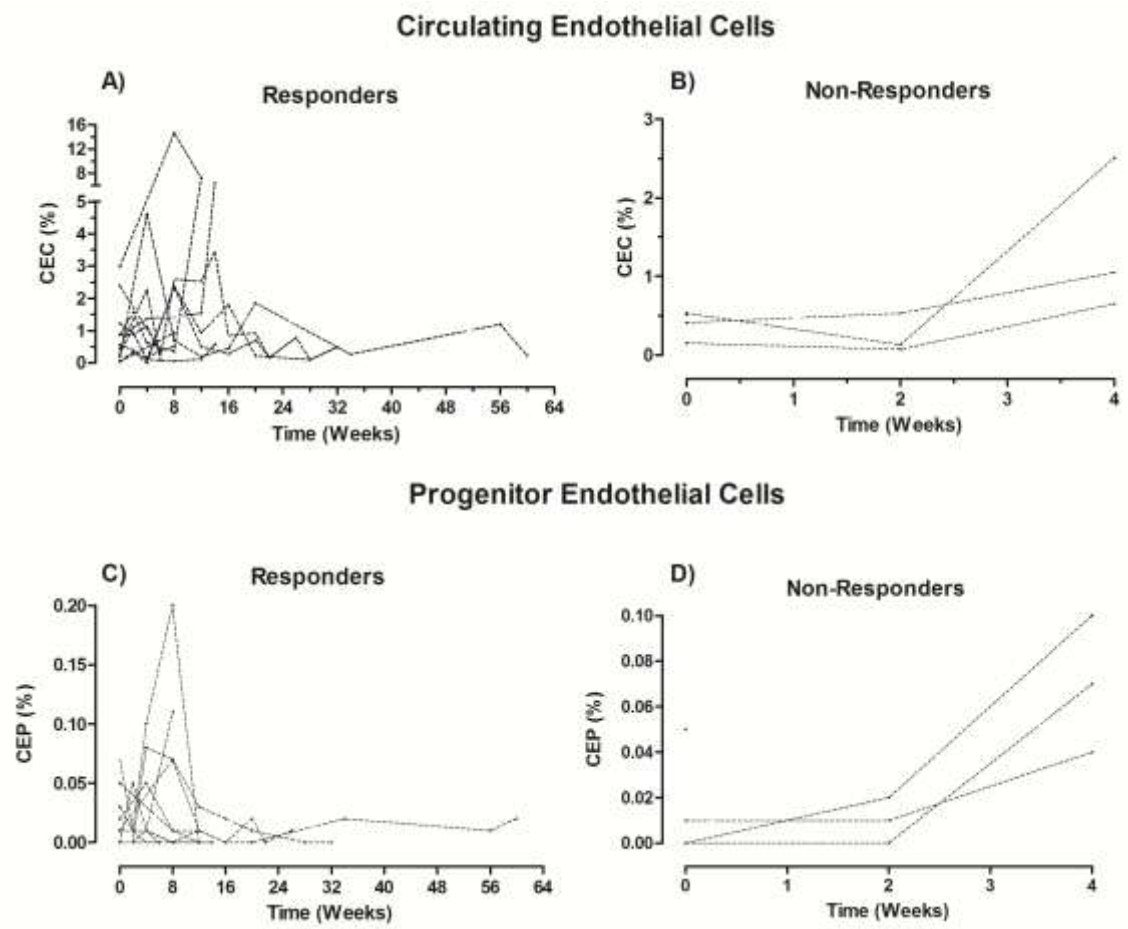 Circulating Endothelial Cells
A)
Responders
16
14
12
10
8
5
4
3
2
1
0
CEC (%)
0 8 16 24 32 40 48 56 64
Time (Weeks)
B)
Non-Responders
3
2
1
0
CEC (%)
0 1 2 3 4
Time (Weeks)
Progenitor Endothelial Cells
C)
Responders
0.20
0.15
0.10
0.05
0.00
CEP (%)
0 8 16 24 32 40 48 56 64
Time (Weeks)
D)
Non-Responders
0.10
0.08
0.06
0.04
0.02
0.00
CEP (%)
0 1 2 3 4
Time (Weeks)